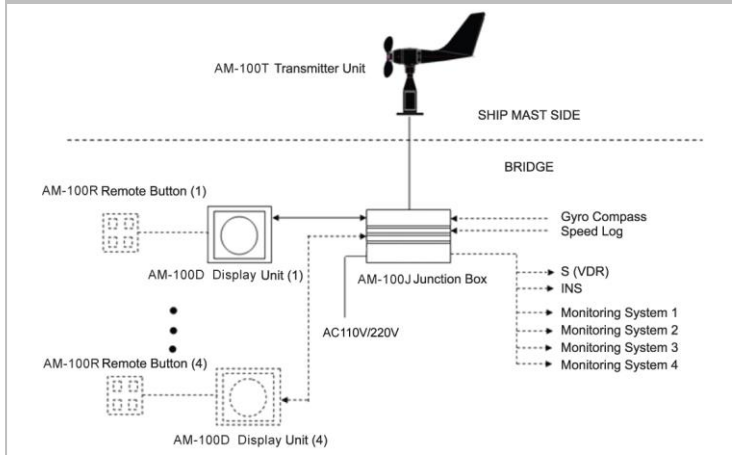 AM-100T Transmitter Unit
SHIP MAST SIDE
BRIDGE
AM-100R Remote Button (1)
Gyro Compass
Speed Log
AM-100D Display Unit (1)
AM-100J Junction Box
S (VDR)
INS
Monitoring System 1
Monitoring System 2
Monitoring System 3
Monitoring System 4
AC110V/220V
AM-100R Remote Button (4)
AM-100D Display Unit (4)